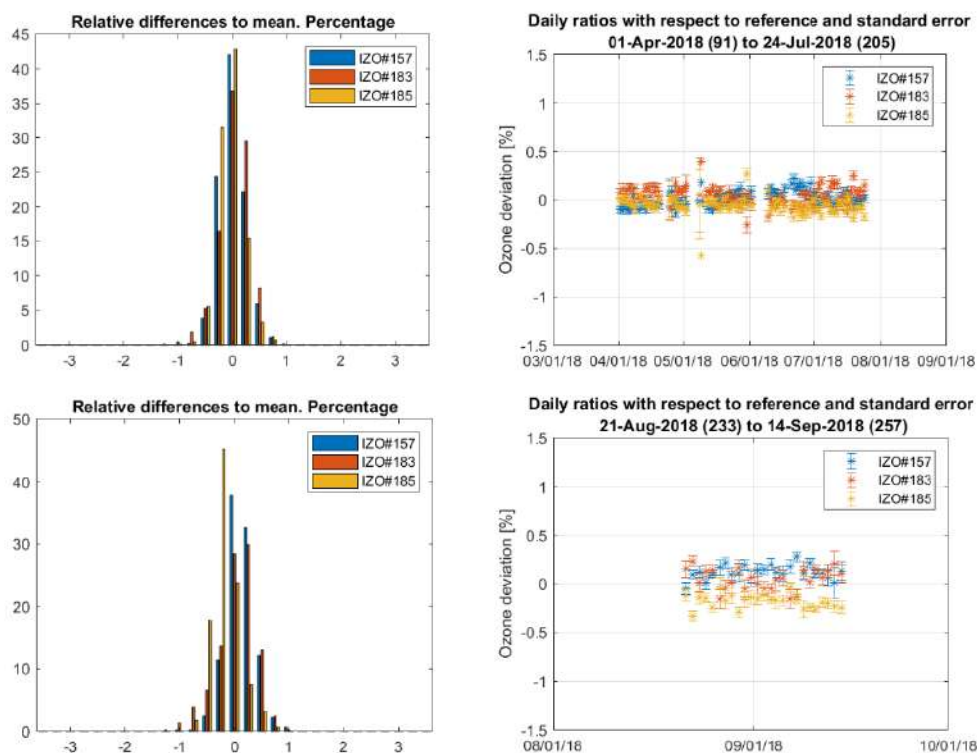 Relative differences to mean. Percentage
45
40
35
30
25
20
15
10
5
0
-3
-2
-1
0
1
2
3
IZO#157
IZO#183
IZO#185
Daily ratios with respect to reference and standard error
01-Apr-2018 (91) to 24-Jul-2018 (205)
Ozone deviation [%]
1.5
1
0.5
0
-0.5
-1
-1.5
03/01/18
04/01/18
05/01/18
06/01/18
07/01/18
08/01/18
09/01/18
IZO#157
IZO#183
IZO#185
Relative differences to mean. Percentage
50
40
30
20
10
0
-3
-2
-1
0
1
2
3
IZO#157
IZO#183
IZO#185
Daily ratios with respect to reference and standard error
21-Aug-2018 (233) to 14-Sep-2018 (257)
Ozone deviation [%]
1.5
1
0.5
0
-0.5
-1
-1.5
08/01/18
09/01/18
10/01/18
IZO#157
IZO#183
IZO#185